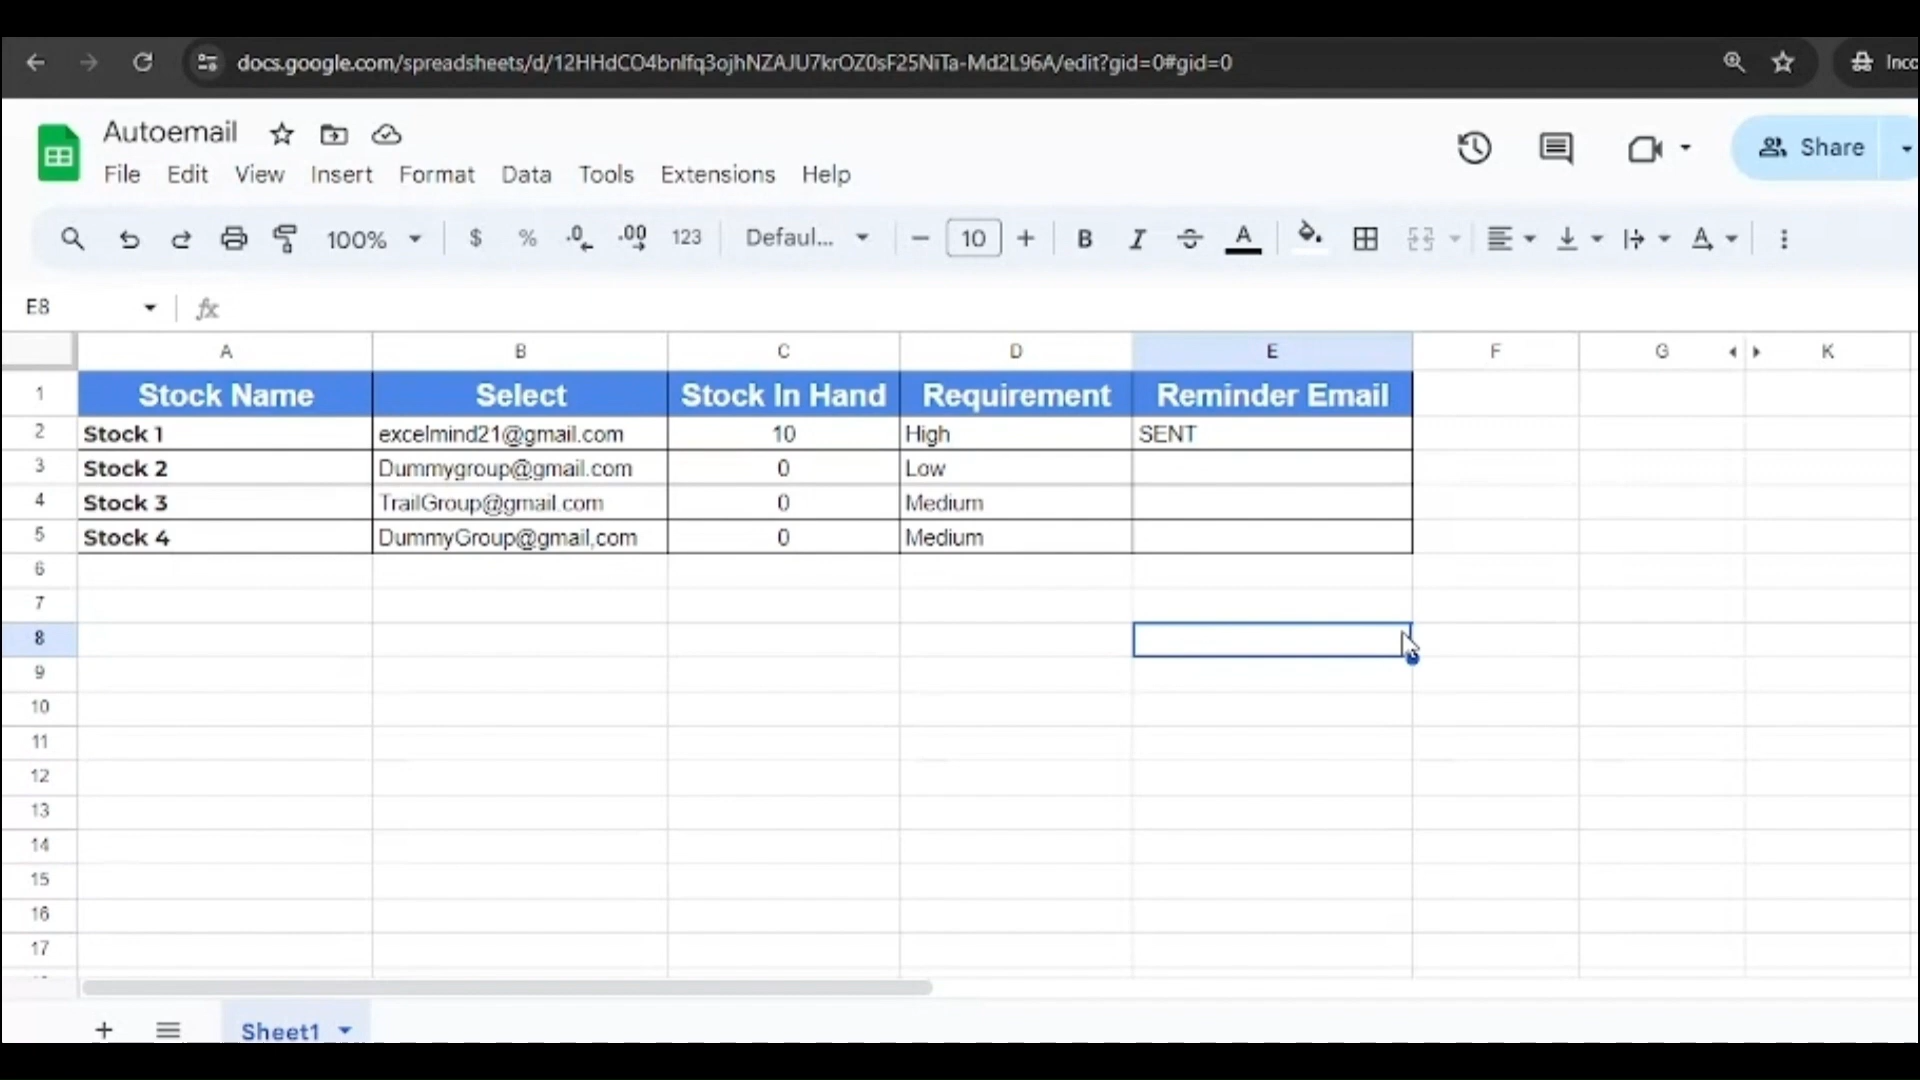 docs.google.com/spreadsheets/d/12HHdCO4bnIfq3ojhNZAJU7krOZ0sF25NiTa-Md2L96A/edit?gid=0#gid=0 Inco
Autoemail
File Edit View Insert Format Data Tools Extensions Help
Share
100% $ % .0 .00 123 Defaul... 10 B I A A
E8 fx
A B C D E F G K
1 Stock Name Select Stock In Hand Requirement Reminder Email
2 Stock 1 excelmind21@gmail.com 10 High SENT
3 Stock 2 Dummygroup@gmail.com 0 Low
4 Stock 3 TrailGroup@gmail.com 0 Medium
5 Stock 4 DummyGroup@gmail,com 0 Medium
6
7
8
9
10
11
12
13
14
15
16
17
Sheet1